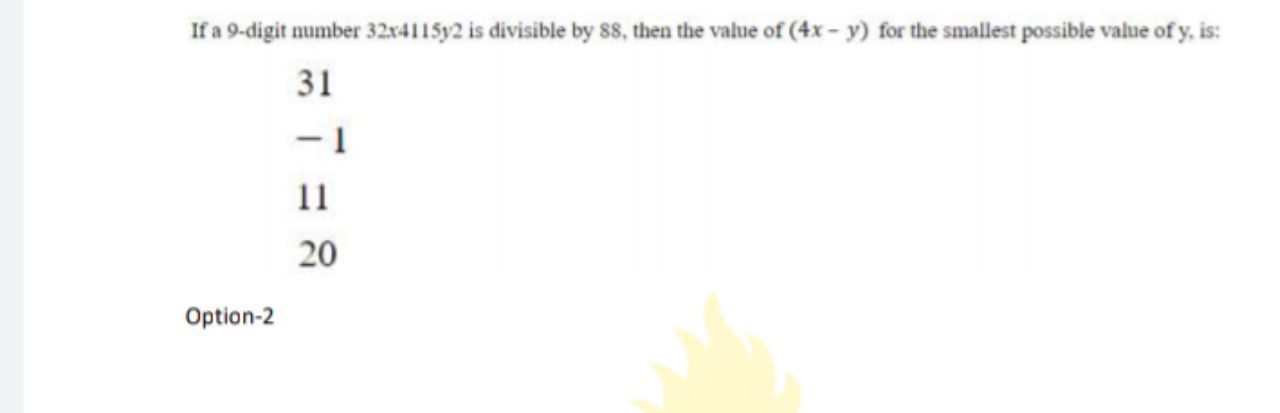 If a 9-digit number 32x4115y2 is divisible by 88, then the value of (4x – y) for the smallest possible value of y, is:
31
– 1
11
20
Option-2